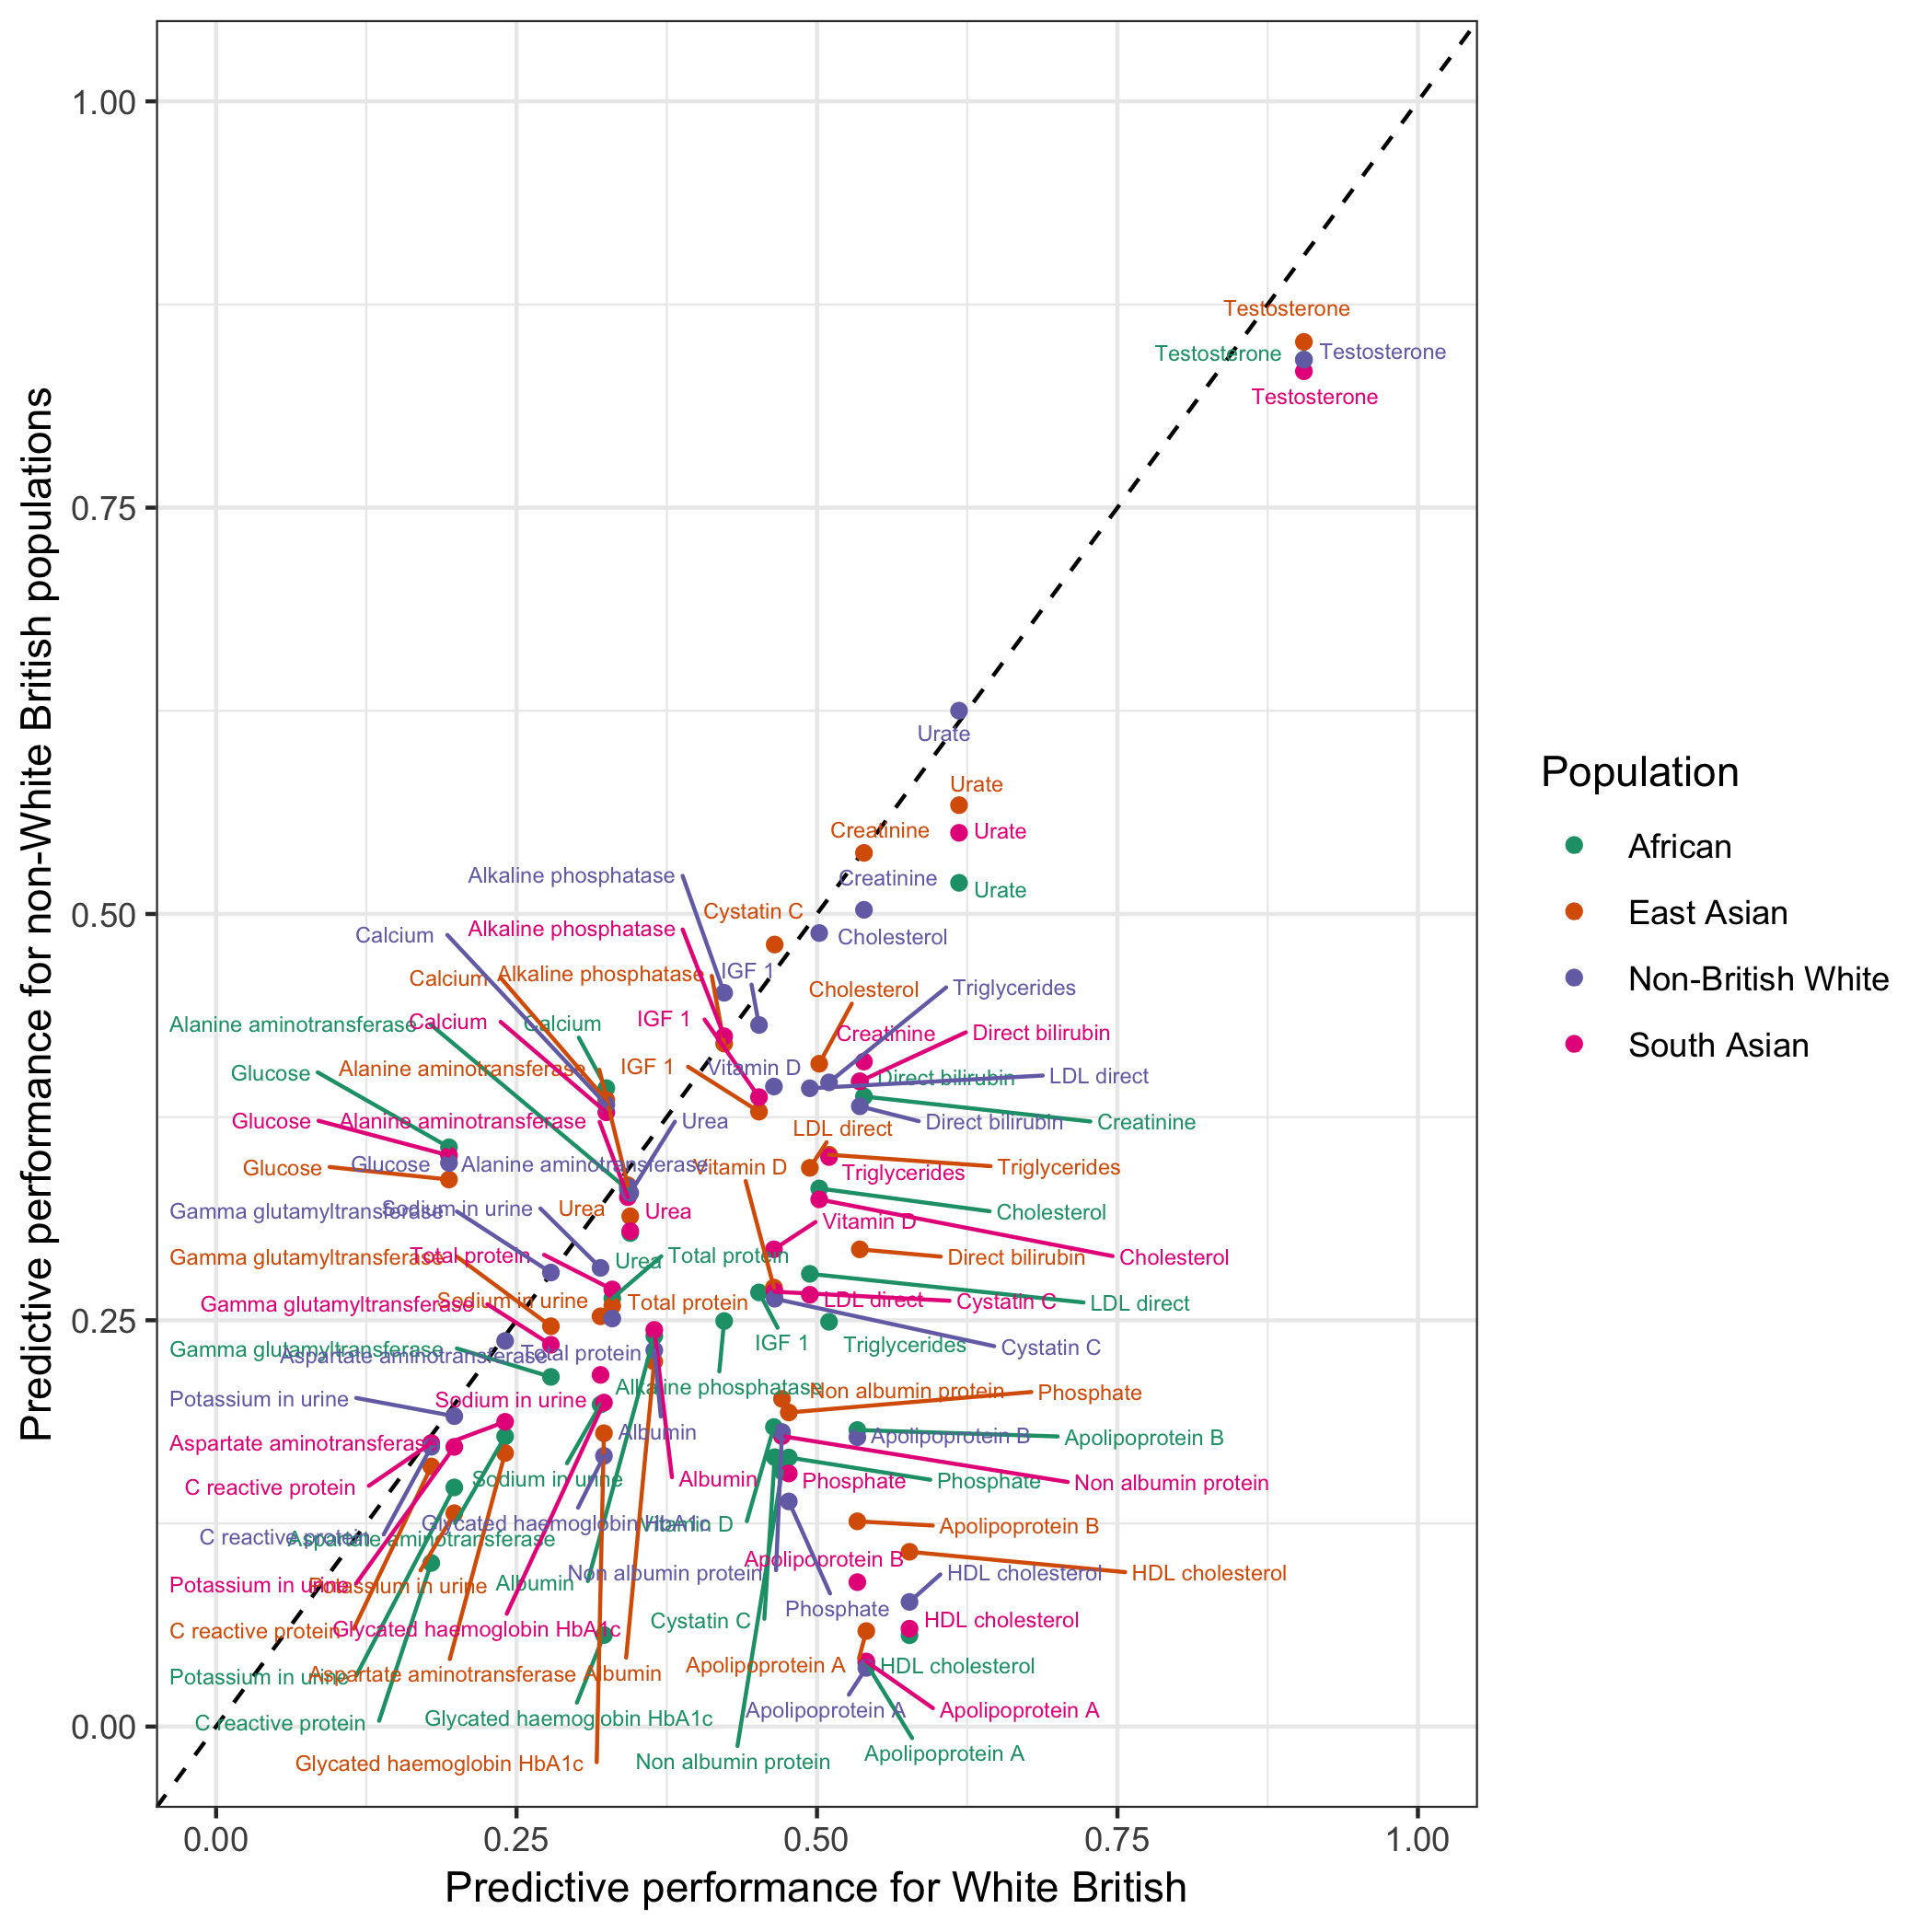 Predictive performance for non-White British populations
1.00
0.75
0.50
0.25
0.00
Testosterone
Testosterone
Testosterone
Testosterone
Urate
Urate
Creatinine
Urate
Alkaline phosphatase
Creatinine
Urate
Cystatin C
Alkaline phosphatase
Calcium
Cholesterol
IGF 1
Alkaline phosphatase
Calcium
Cholesterol
Triglycerides
IGF 1
Alanine aminotransferase
Calcium
Calcium
Creatinine
Direct bilirubin
Glucose
Alanine aminotransferase
IGF 1
Vitamin D
Direct bilirubin
LDL direct
Glucose
Alanine aminotransferase
Urea
LDL direct
Direct bilirubin
Creatinine
Glucose
Glucose
Alanine aminotransferase
Vitamin D
Triglycerides
Triglycerides
Gamma glutamyltransferase
Sodium in urine
Urea
Urea
Vitamin D
Cholesterol
Gamma glutamyltransferase
Total protein
Urea
Total protein
Direct bilirubin
Cholesterol
Gamma glutamyltransferase
Sodium in urine
Total protein
LDL direct
Cystatin C
LDL direct
Gamma glutamyltransferase
Aspartate aminotransferase
Total protein
IGF 1
Triglycerides
Cystatin C
Potassium in urine
Sodium in urine
Alkaline phosphatase
Non albumin protein
Phosphate
Aspartate aminotransferase
Albumin
Apolipoprotein B
Apolipoprotein B
C reactive protein
Sodium in urine
Albumin
Phosphate
Phosphate
Non albumin protein
C reactive protein
Aspartate aminotransferase
Glycated haemoglobin HbA1c
Vitamin D
Apolipoprotein B
Potassium in urine
Potassium in urine
Albumin
Non albumin protein
Apolipoprotein B
HDL cholesterol
HDL cholesterol
C reactive protein
Glycated haemoglobin HbA1c
Cystatin C
Phosphate
HDL cholesterol
Potassium in urine
Aspartate aminotransferase
Albumin
Apolipoprotein A
HDL cholesterol
C reactive protein
Glycated haemoglobin HbA1c
Apolipoprotein A
Apolipoprotein A
Glycated haemoglobin HbA1c
Non albumin protein
Apolipoprotein A
0.00
0.25
0.50
0.75
1.00
Predictive performance for White British
Population
African
East Asian
Non-British White
South Asian